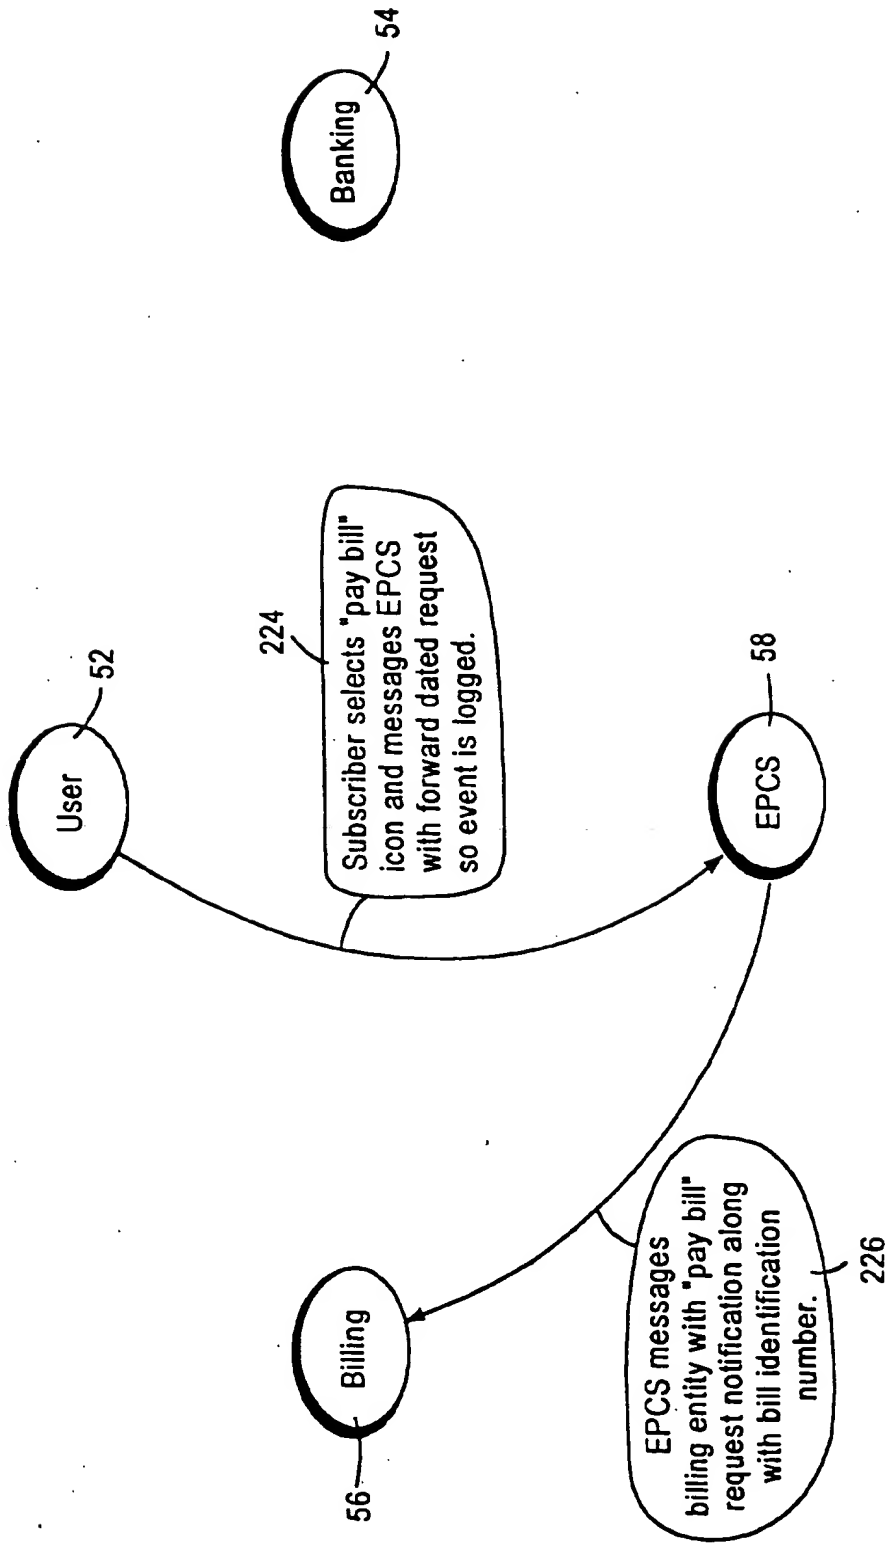 User
52
224
Subscriber selects "pay bill"
icon and messages EPCS
with forward dated request
so event is logged.
Billing
56
Banking
54
EPCS messages
billing entity with "pay bill"
request notification along
with bill identification
number.
226
EPCS
58